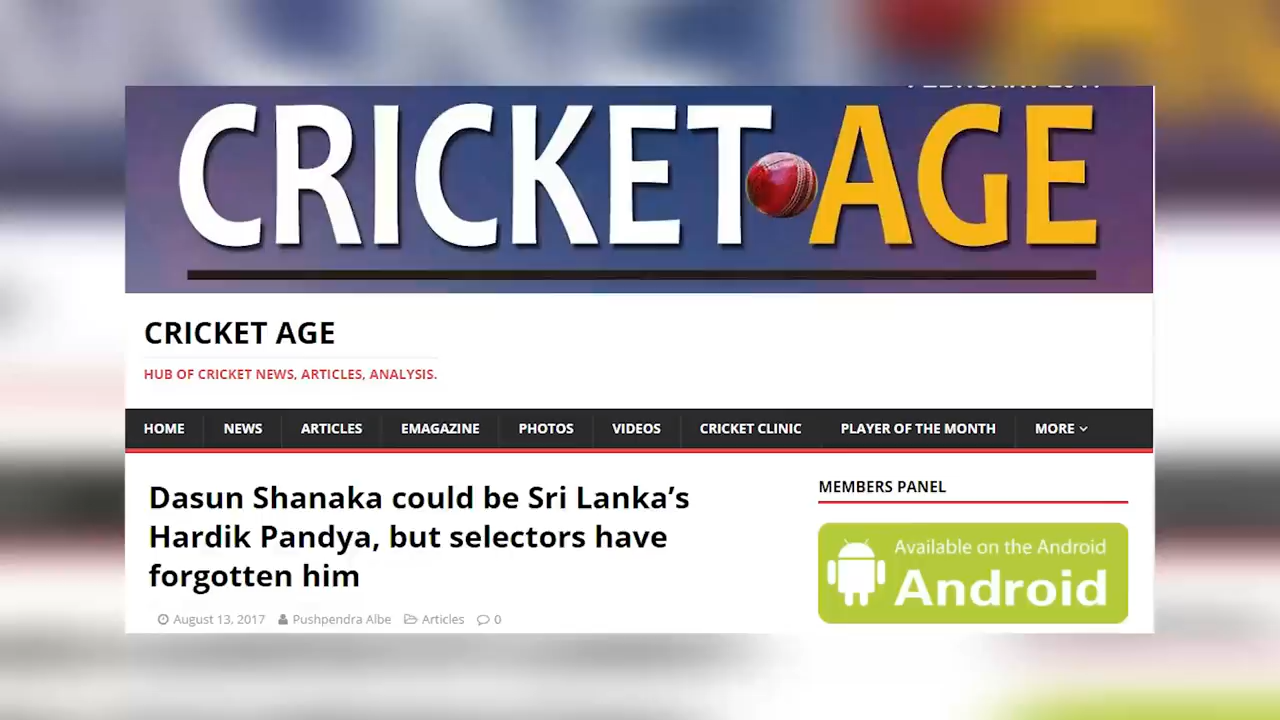 CRICKET AGE
CRICKET AGE
HUB OF CRICKET NEWS, ARTICLES, ANALYSIS.
HOME NEWS ARTICLES EMAGAZINE PHOTOS VIDEOS CRICKET CLINIC PLAYER OF THE MONTH MORE
Dasun Shanaka could be Sri Lanka’s
Hardik Pandya, but selectors have
forgotten him
August 13, 2017 Pushpendra Albe Articles 0
MEMBERS PANEL
Available on the Android
Android